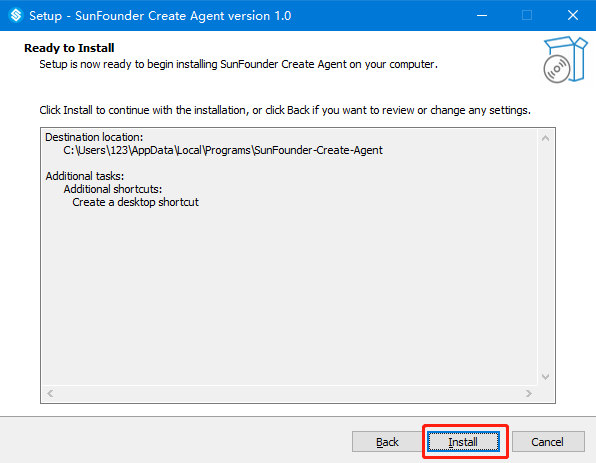 Setup - SunFounder Create Agent version 1.0
Ready to Install
Setup is now ready to begin installing SunFounder Create Agent on your computer.
Click Install to continue with the installation, or click Back if you want to review or change any settings.
Destination location:
C:\Users\123\AppData\Local\Programs\SunFounder-Create-Agent
Additional tasks:
Additional shortcuts:
Create a desktop shortcut
Back Install Cancel